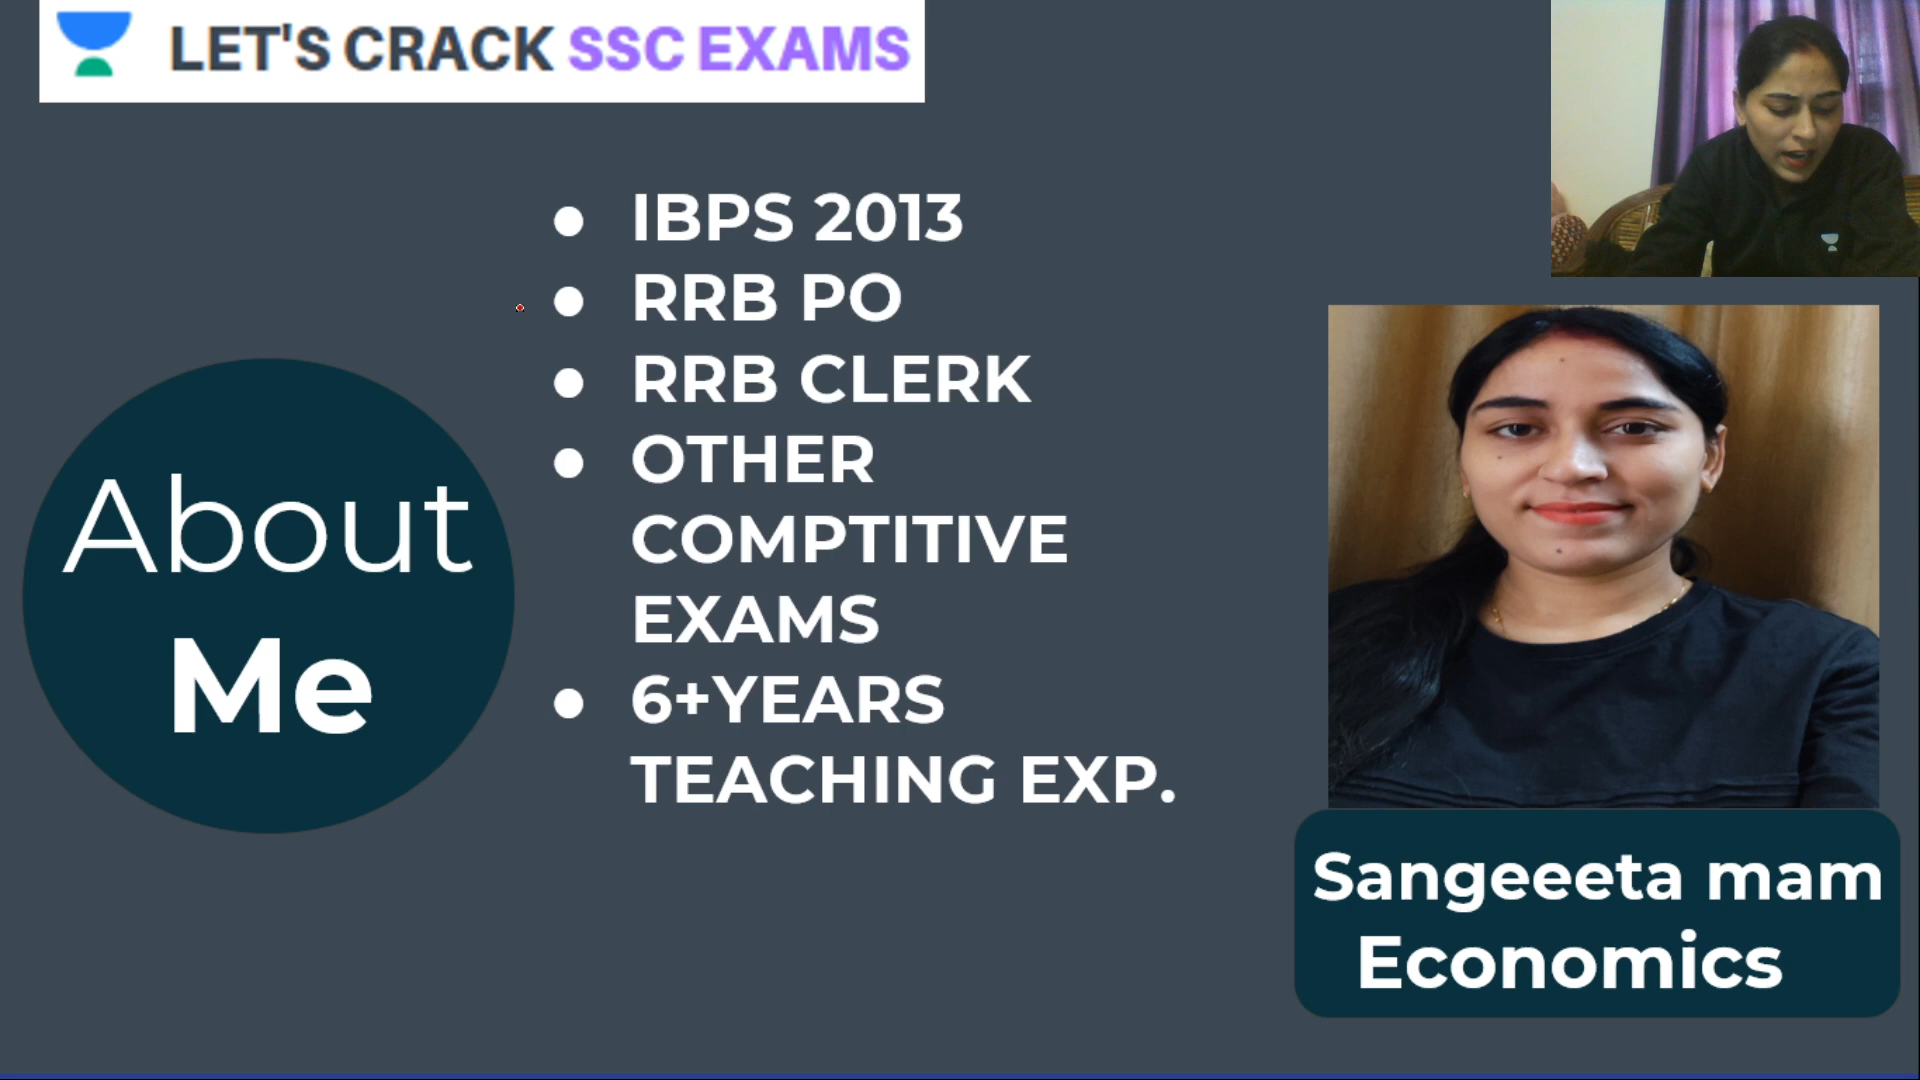 LET'S CRACK SSC EXAMS
About
Me
● IBPS 2013
● RRB PO
● RRB CLERK
● OTHER
COMPTITIVE
EXAMS
● 6+YEARS
TEACHING EXP.
Sangeeeta mam
Economics